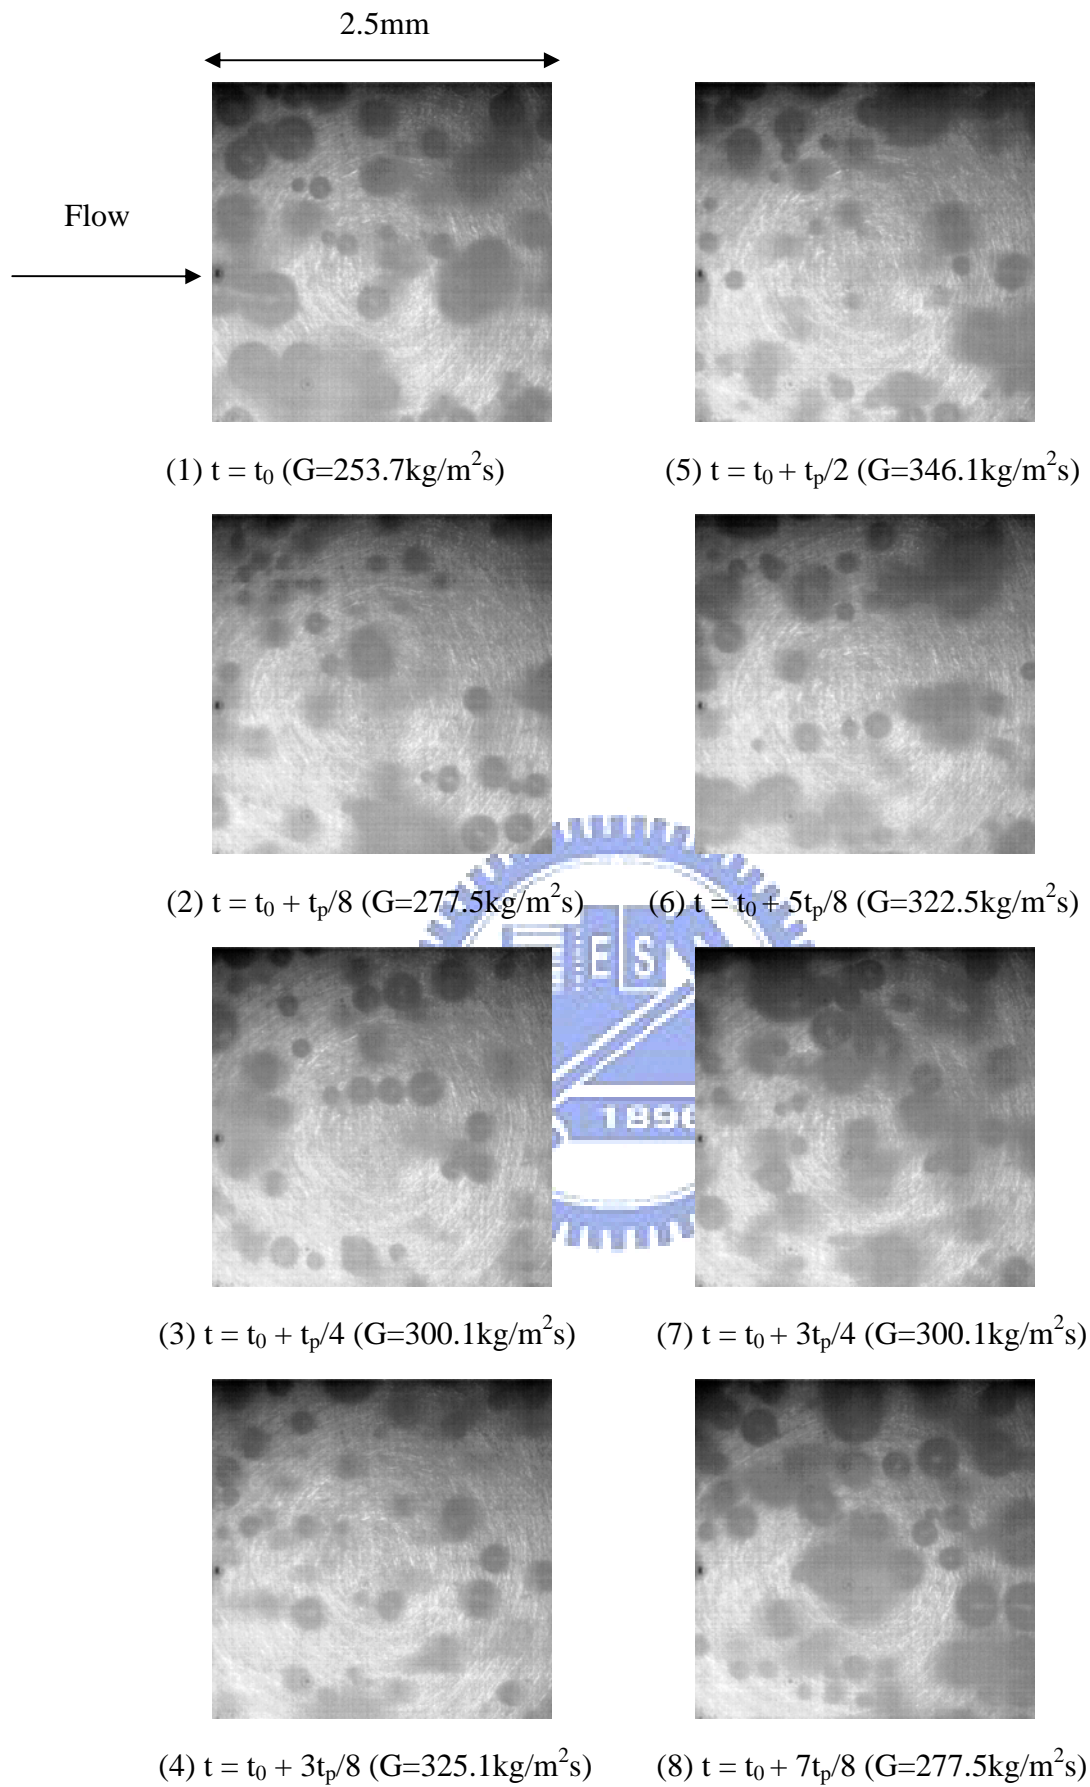 2.5mm
Flow
(1) t = t₀ (G=253.7kg/m²s)
(5) t = t₀ + tₚ/2 (G=346.1kg/m²s)
(2) t = t₀ + tₚ/8 (G=277.5kg/m²s)
(6) t = t₀ + 5tₚ/8 (G=322.5kg/m²s)
E S
1896
(3) t = t₀ + tₚ/4 (G=300.1kg/m²s)
(7) t = t₀ + 3tₚ/4 (G=300.1kg/m²s)
(4) t = t₀ + 3tₚ/8 (G=325.1kg/m²s)
(8) t = t₀ + 7tₚ/8 (G=277.5kg/m²s)